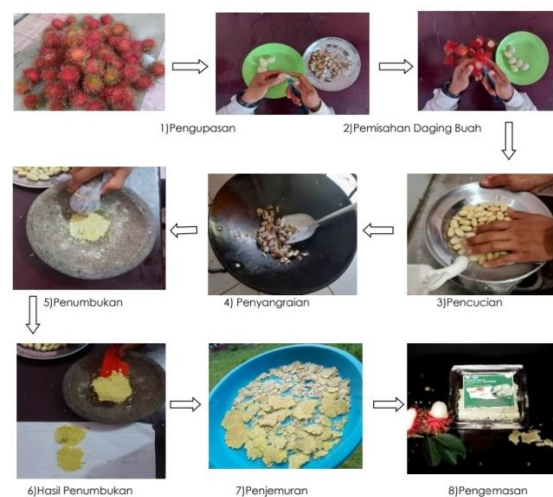 1)Pengupasan
2)Pemisahan Daging Buah
3)Pencucian
4) Penyangraian
5)Penumbukan
6)Hasil Penumbukan
7)Penjemuran
8)Pengemasan